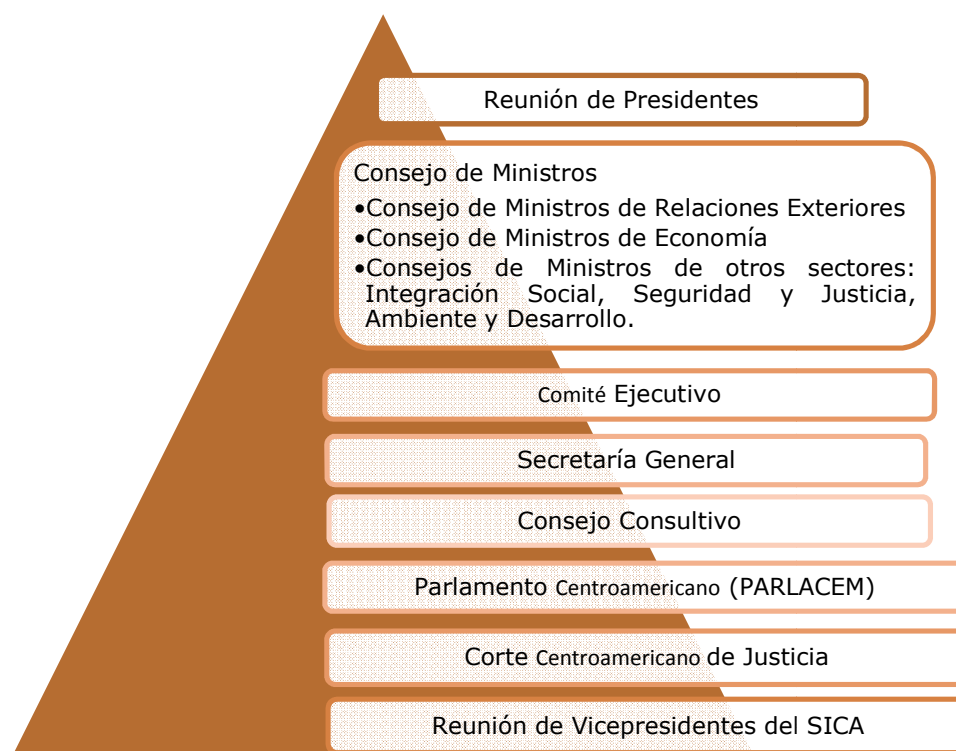 Reunión de Presidentes
Consejo de Ministros
•Consejo de Ministros de Relaciones Exteriores
•Consejo de Ministros de Economía
•Consejos de Ministros de otros sectores:
Integración Social, Seguridad y Justicia,
Ambiente y Desarrollo.
Comité Ejecutivo
Secretaría General
Consejo Consultivo
Parlamento Centroamericano (PARLACEM)
Corte Centroamericano de Justicia
Reunión de Vicepresidentes del SICA